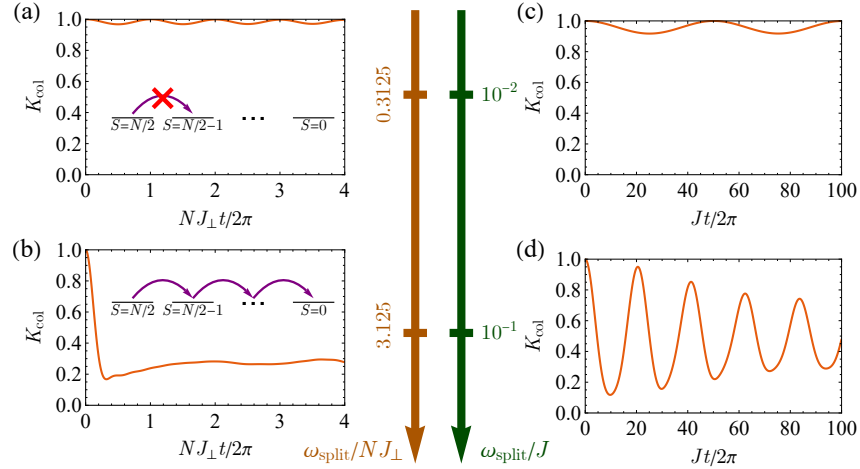 (a)
1.0
0.8
0.6
0.4
0.2
0.0
K_col
S=N/2 S=N/2−1 ... S=0
0 1 2 3 4
NJ⊥t/2π
(b)
1.0
0.8
0.6
0.4
0.2
0.0
K_col
S=N/2 S=N/2−1 ... S=0
0 1 2 3 4
NJ⊥t/2π
0.3125
3.125
ω_split/NJ⊥
10⁻²
10⁻¹
ω_split/J
(c)
1.0
0.8
0.6
0.4
0.2
0.0
K_col
0 20 40 60 80 100
Jt/2π
(d)
1.0
0.8
0.6
0.4
0.2
0.0
K_col
0 20 40 60 80 100
Jt/2π